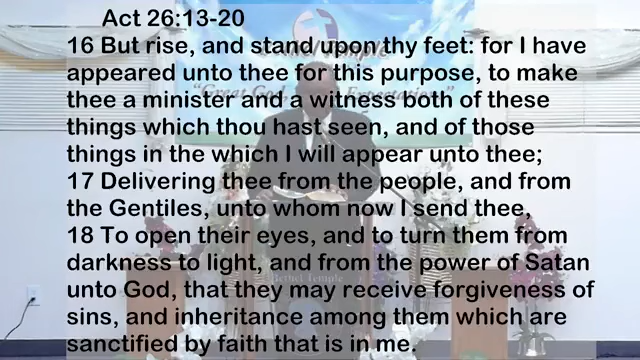 Act 26:13-20
16 But rise, and stand upon thy feet: for I have
appeared unto thee for this purpose, to make
thee a minister and a witness both of these
things which thou hast seen, and of those
things in the which I will appear unto thee;
17 Delivering thee from the people, and from
the Gentiles, unto whom now I send thee,
18 To open their eyes, and to turn them from
darkness to light, and from the power of Satan
unto God, that they may receive forgiveness of
sins, and inheritance among them which are
sanctified by faith that is in me.
"Great God
Expectations"
Bethel Temple